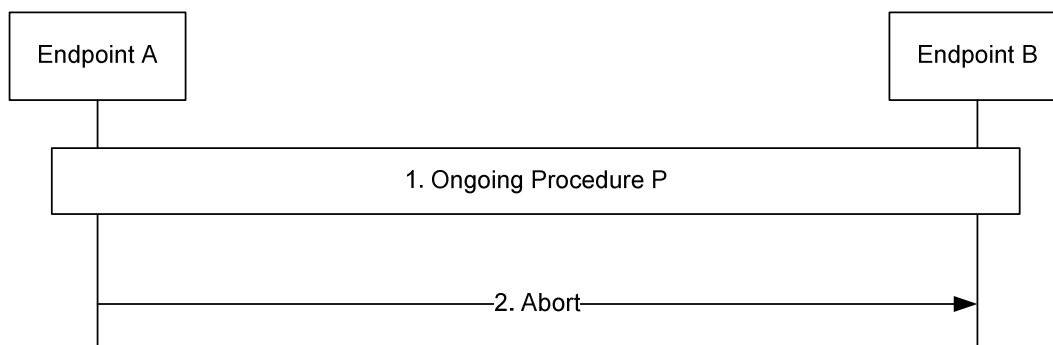 Endpoint A
Endpoint B
1. Ongoing Procedure P
2. Abort